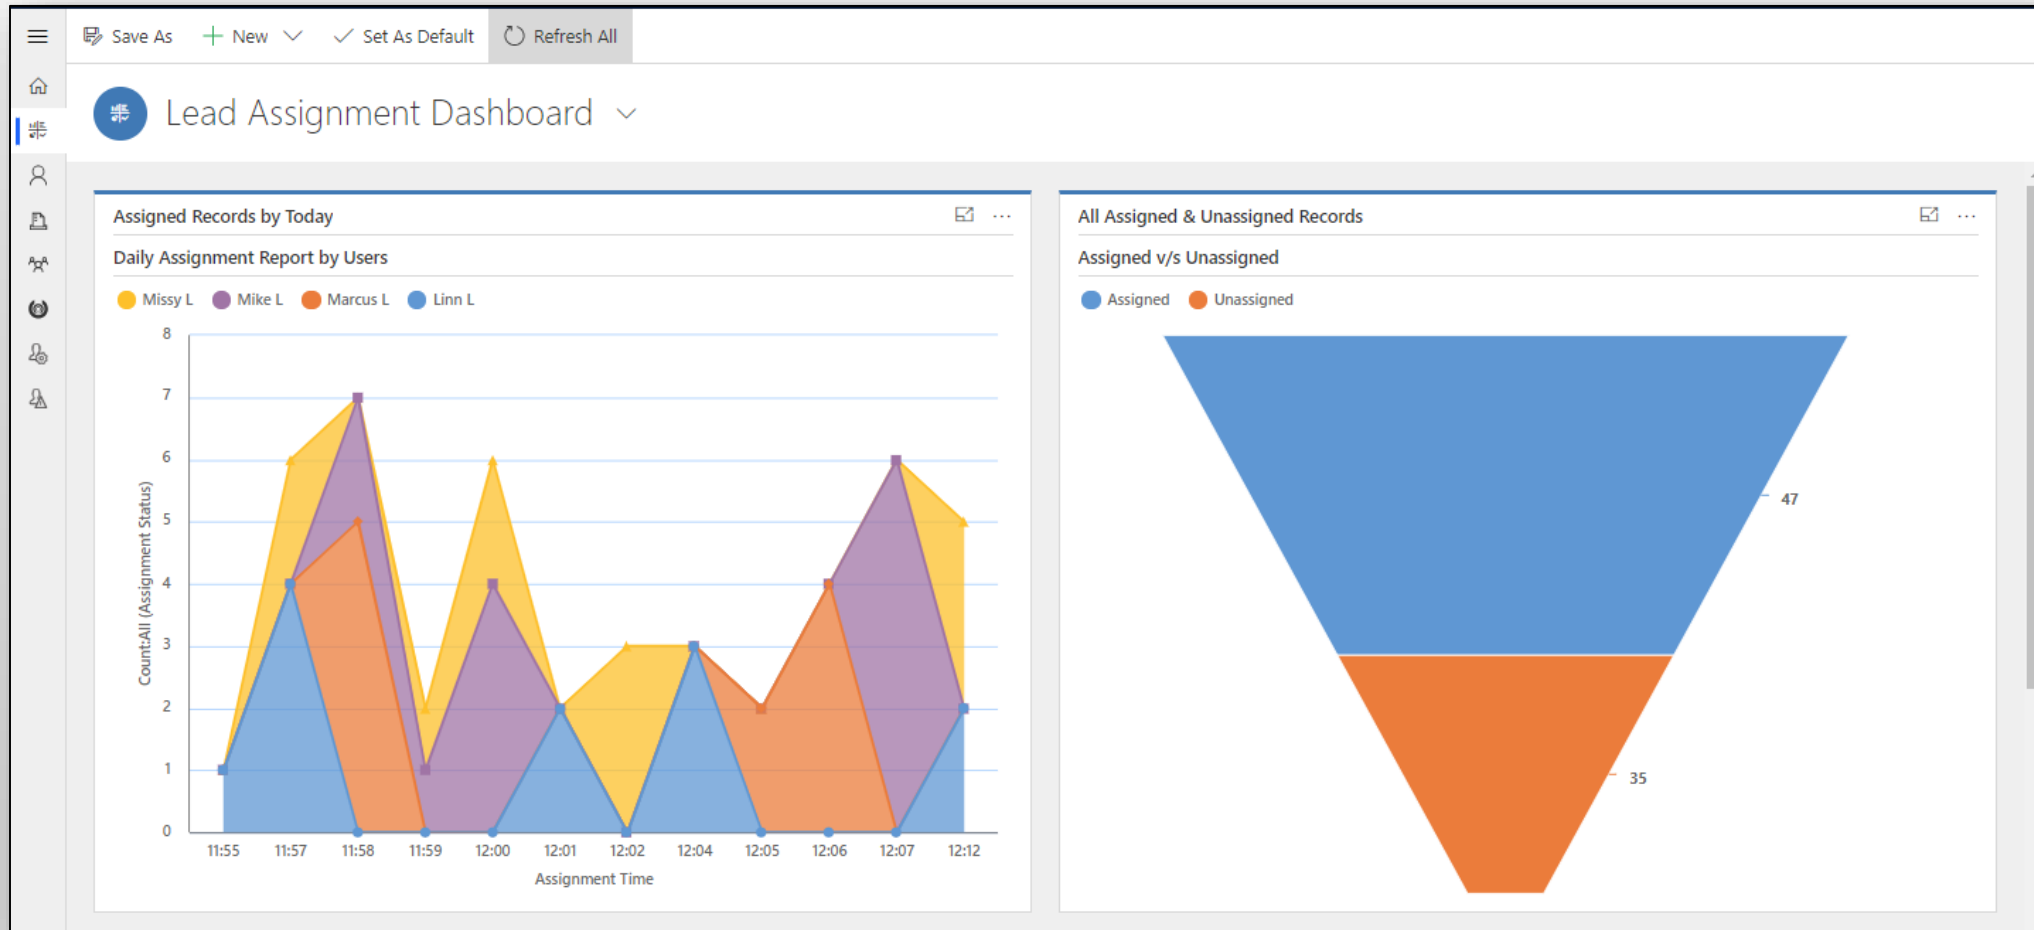 Save As New Set As Default Refresh All
Lead Assignment Dashboard
Assigned Records by Today
Daily Assignment Report by Users
Missy L Mike L Marcus L Linn L
8
7
6
5
4
3
2
1
0
Count:All (Assignment Status)
11:55 11:57 11:58 11:59 12:00 12:01 12:02 12:04 12:05 12:06 12:07 12:12
Assignment Time
All Assigned & Unassigned Records
Assigned v/s Unassigned
Assigned Unassigned
47
35